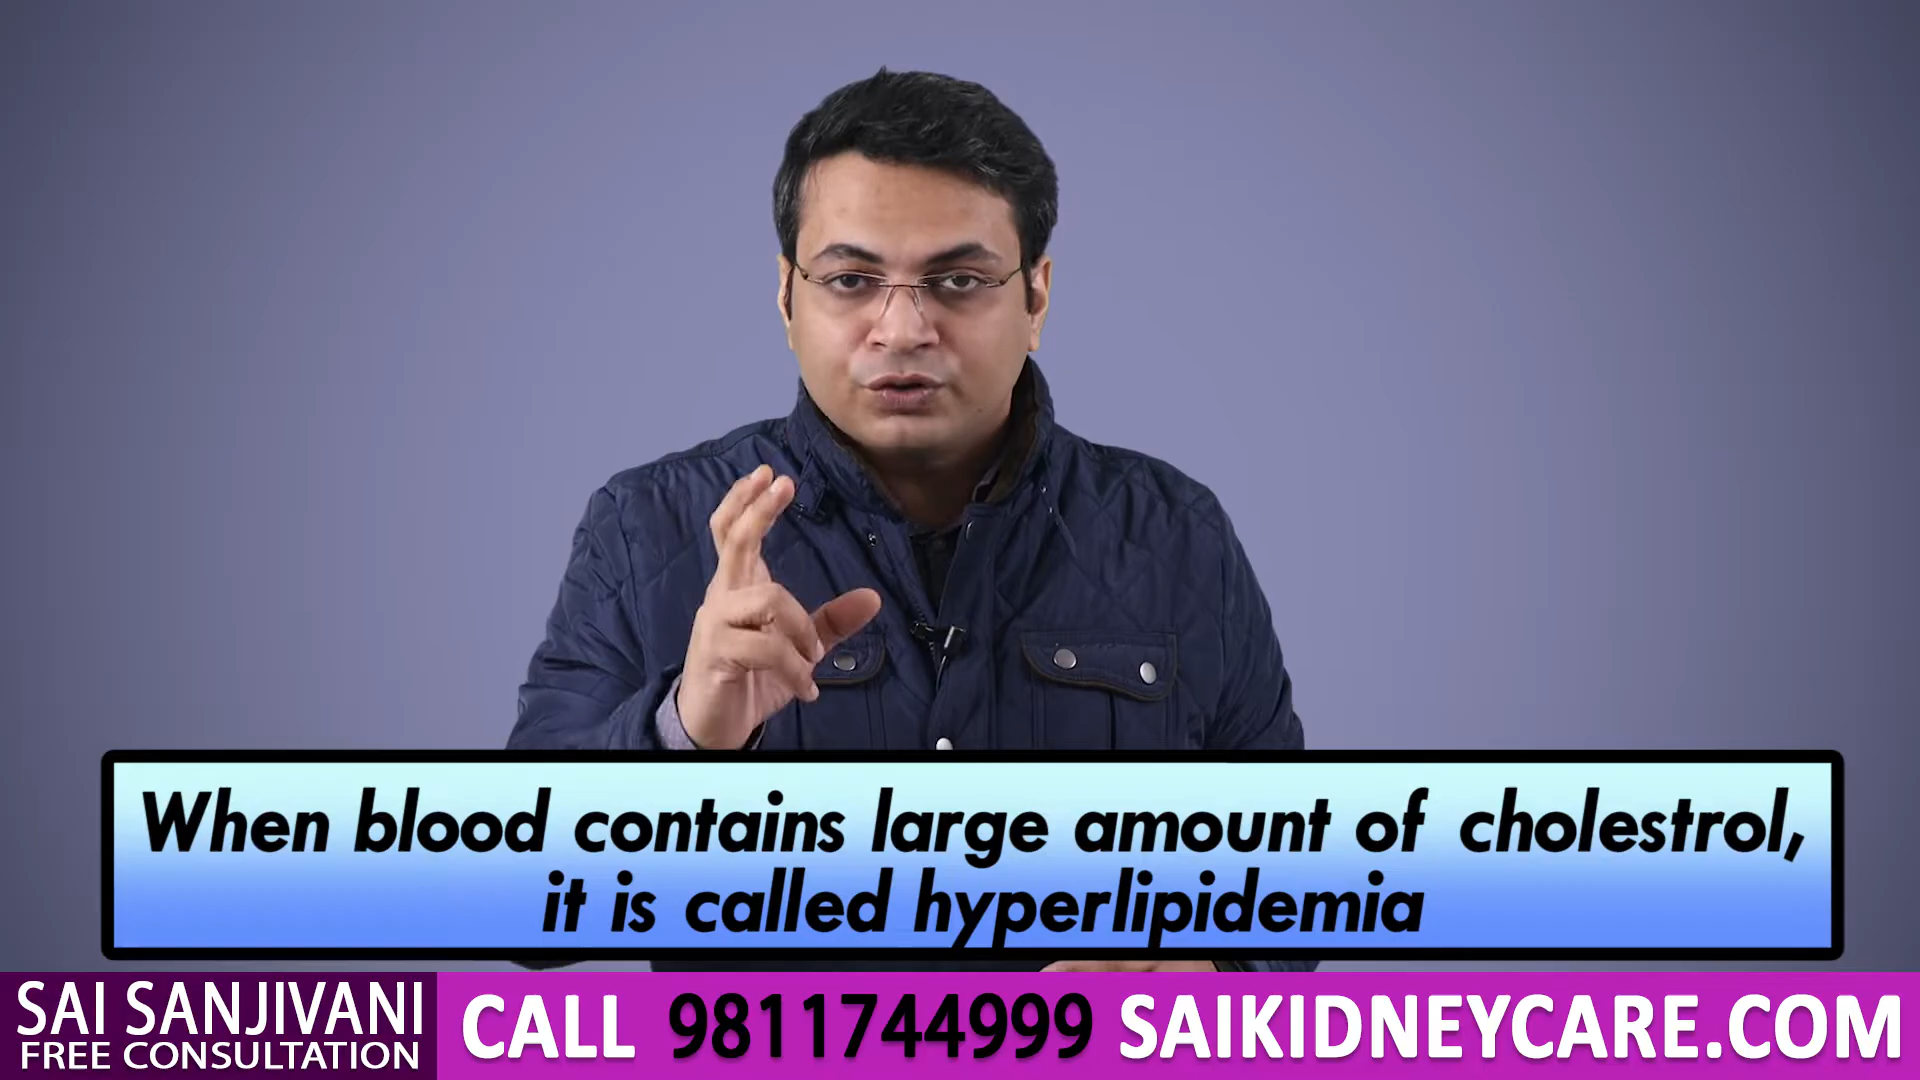 When blood contains large amount of cholestrol,
it is called hyperlipidemia
SAI SANJIVANI
FREE CONSULTATION
CALL 9811744999 SAIKIDNEYCARE.COM